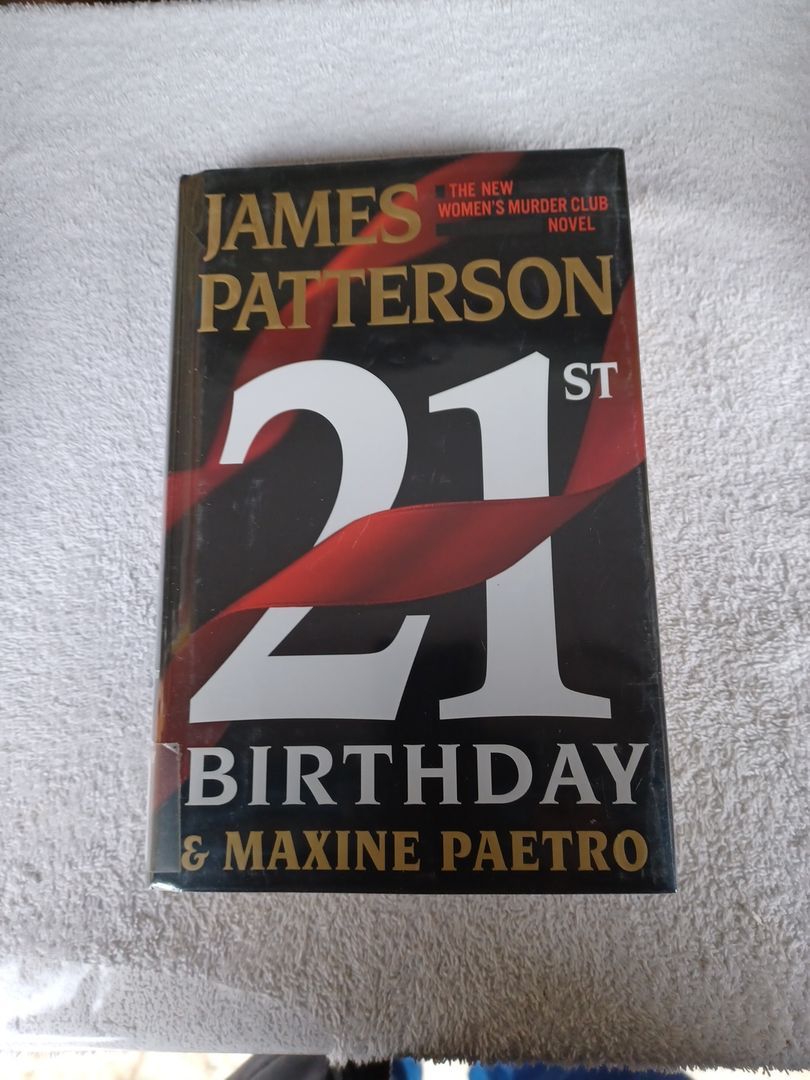 JAMES
PATTERSON
THE NEW
WOMEN'S MURDER CLUB
NOVEL
21ST
BIRTHDAY
& MAXINE PAETRO